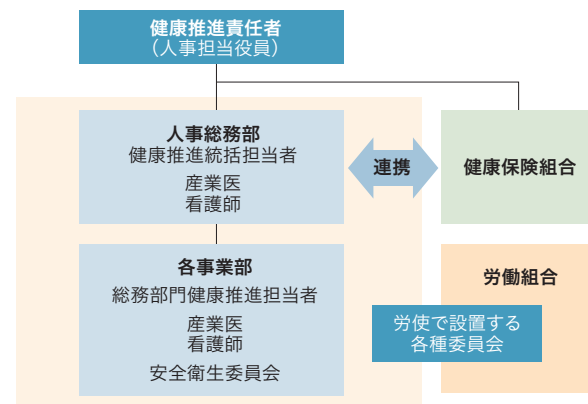 健康推進責任者
（人事担当役員）
人事総務部
健康推進統括担当者
産業医
看護師
連携
健康保険組合
各事業部
総務部門健康推進担当者
産業医
看護師
安全衛生委員会
労働組合
労使で設置する
各種委員会